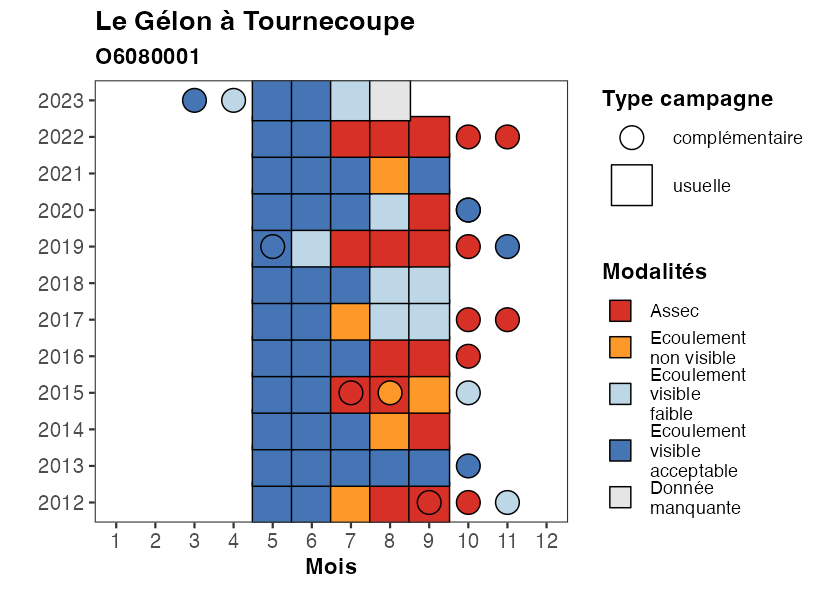 Le Gélon à Tournecoupe
O6080001
2023
2022
2021
2020
2019
2018
2017
2016
2015
2014
2013
2012
1 2 3 4 5 6 7 8 9 10 11 12
Mois
Type campagne
complémentaire
usuelle
Modalités
Assec
Ecoulement
non visible
Ecoulement
visible
faible
Ecoulement
visible
acceptable
Donnée
manquante